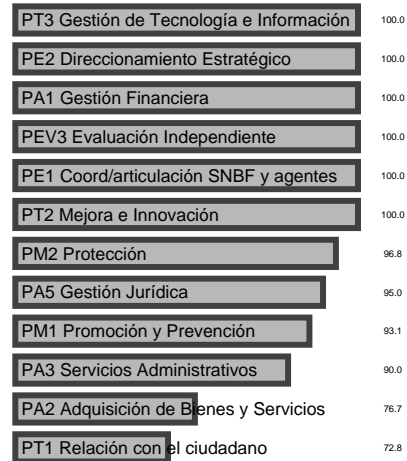 PT3 Gestión de Tecnología e Información 100.0
PE2 Direccionamiento Estratégico 100.0
PA1 Gestión Financiera 100.0
PEV3 Evaluación Independiente 100.0
PE1 Coord/articulación SNBF y agentes 100.0
PT2 Mejora e Innovación 100.0
PM2 Protección 96.8
PA5 Gestión Jurídica 95.0
PM1 Promoción y Prevención 93.1
PA3 Servicios Administrativos 90.0
PA2 Adquisición de Bienes y Servicios 76.7
PT1 Relación con el ciudadano 72.8